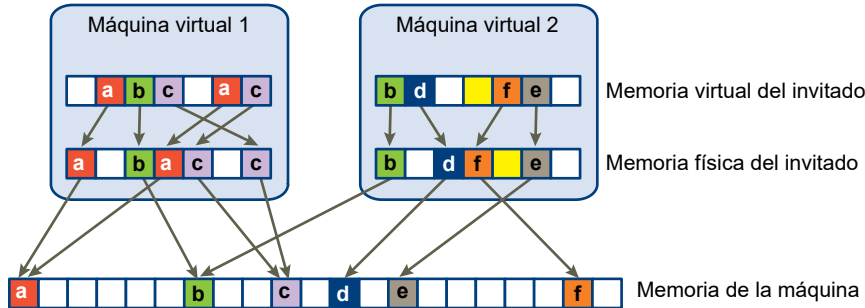 Máquina virtual 1
Máquina virtual 2
a b c a c
b d f e
Memoria virtual del invitado
a b a c c
b d f e
Memoria física del invitado
a b c d e f
Memoria de la máquina